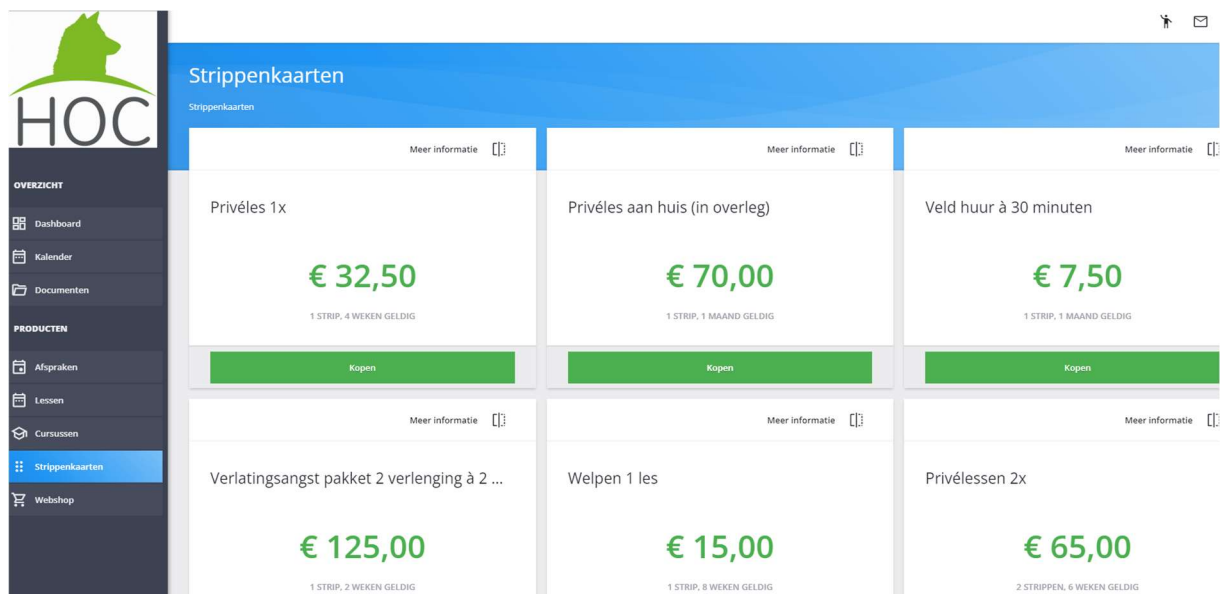 HOC
OVERZICHT
Dashboard
Kalender
Documenten
PRODUCTEN
Afspraken
Lessen
Cursussen
Strippenkaarten
Webshop
Strippenkaarten
Strippenkaarten
Meer informatie
Privéles 1x
€ 32,50
1 STRIP, 4 WEKEN GELDIG
Kopen
Meer informatie
Privéles aan huis (in overleg)
€ 70,00
1 STRIP, 1 MAAND GELDIG
Kopen
Meer informatie
Veld huur à 30 minuten
€ 7,50
1 STRIP, 1 MAAND GELDIG
Kopen
Meer informatie
Verlatingsangst pakket 2 verlenging à 2 ...
€ 125,00
1 STRIP, 2 WEKEN GELDIG
Meer informatie
Welpen 1 les
€ 15,00
1 STRIP, 8 WEKEN GELDIG
Meer informatie
Privélessen 2x
€ 65,00
2 STRIPPEN, 6 WEKEN GELDIG